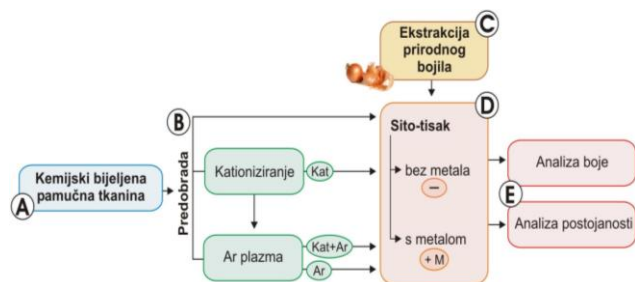 C
Ekstrakcija
prirodnog
bojila
B
D
Sito-tisak
A
Kemijski bijeljena
pamučna tkanina
Predobrada
Kationiziranje
Kat
bez metala
–
Analiza boje
E
Analiza postojanosti
Ar plazma
Kat+Ar
Ar
s metalom
+ M